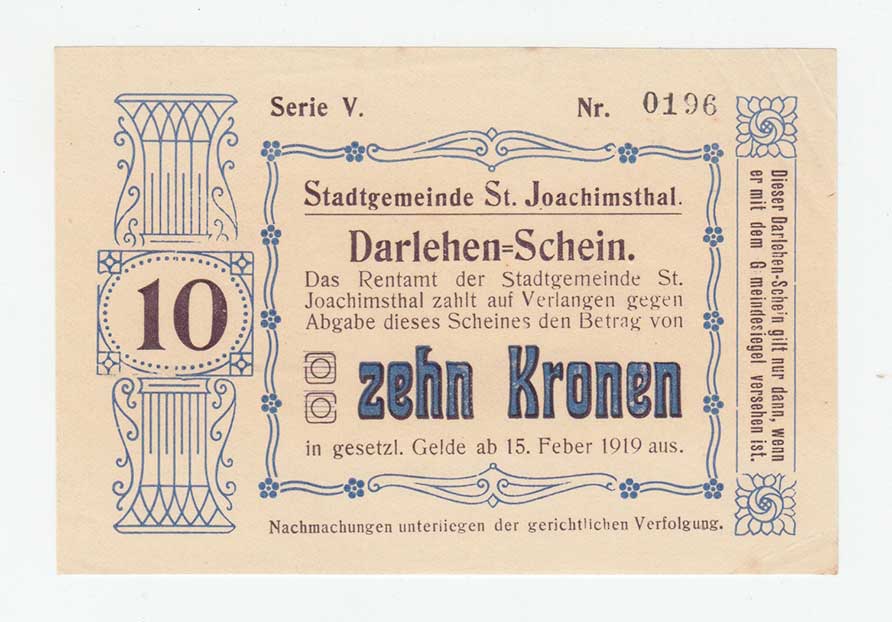 Serie V.
Nr. 0196
Stadtgemeinde St. Joachimsthal.
Darlehen=Schein.
Das Rentamt der Stadtgemeinde St.
Joachimsthal zahlt auf Verlangen gegen
Abgabe dieses Scheines den Betrag von
zehn Kronen
in gesetzl. Gelde ab 15. Feber 1919 aus.
10
Nachmachungen unterliegen der gerichtlichen Verfolgung.
Dieser Darlehen-Schein gilt nur dann, wenn
er mit dem G meindesiegel versehen ist.